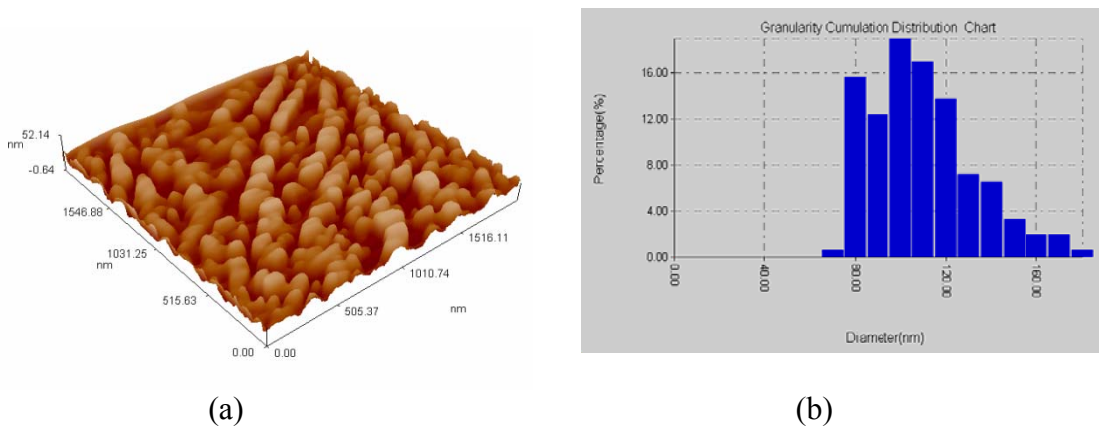 52.14
nm
-0.64
1546.88
1031.25
nm
515.63
0.00
0.00
505.37
1010.74
1516.11
nm
(a)
Granularity Cumulation Distribution Chart
Percentage(%)
16.00
12.00
8.00
4.00
0.00
0.00
40.00
80.00
120.00
160.00
Diameter(nm)
(b)